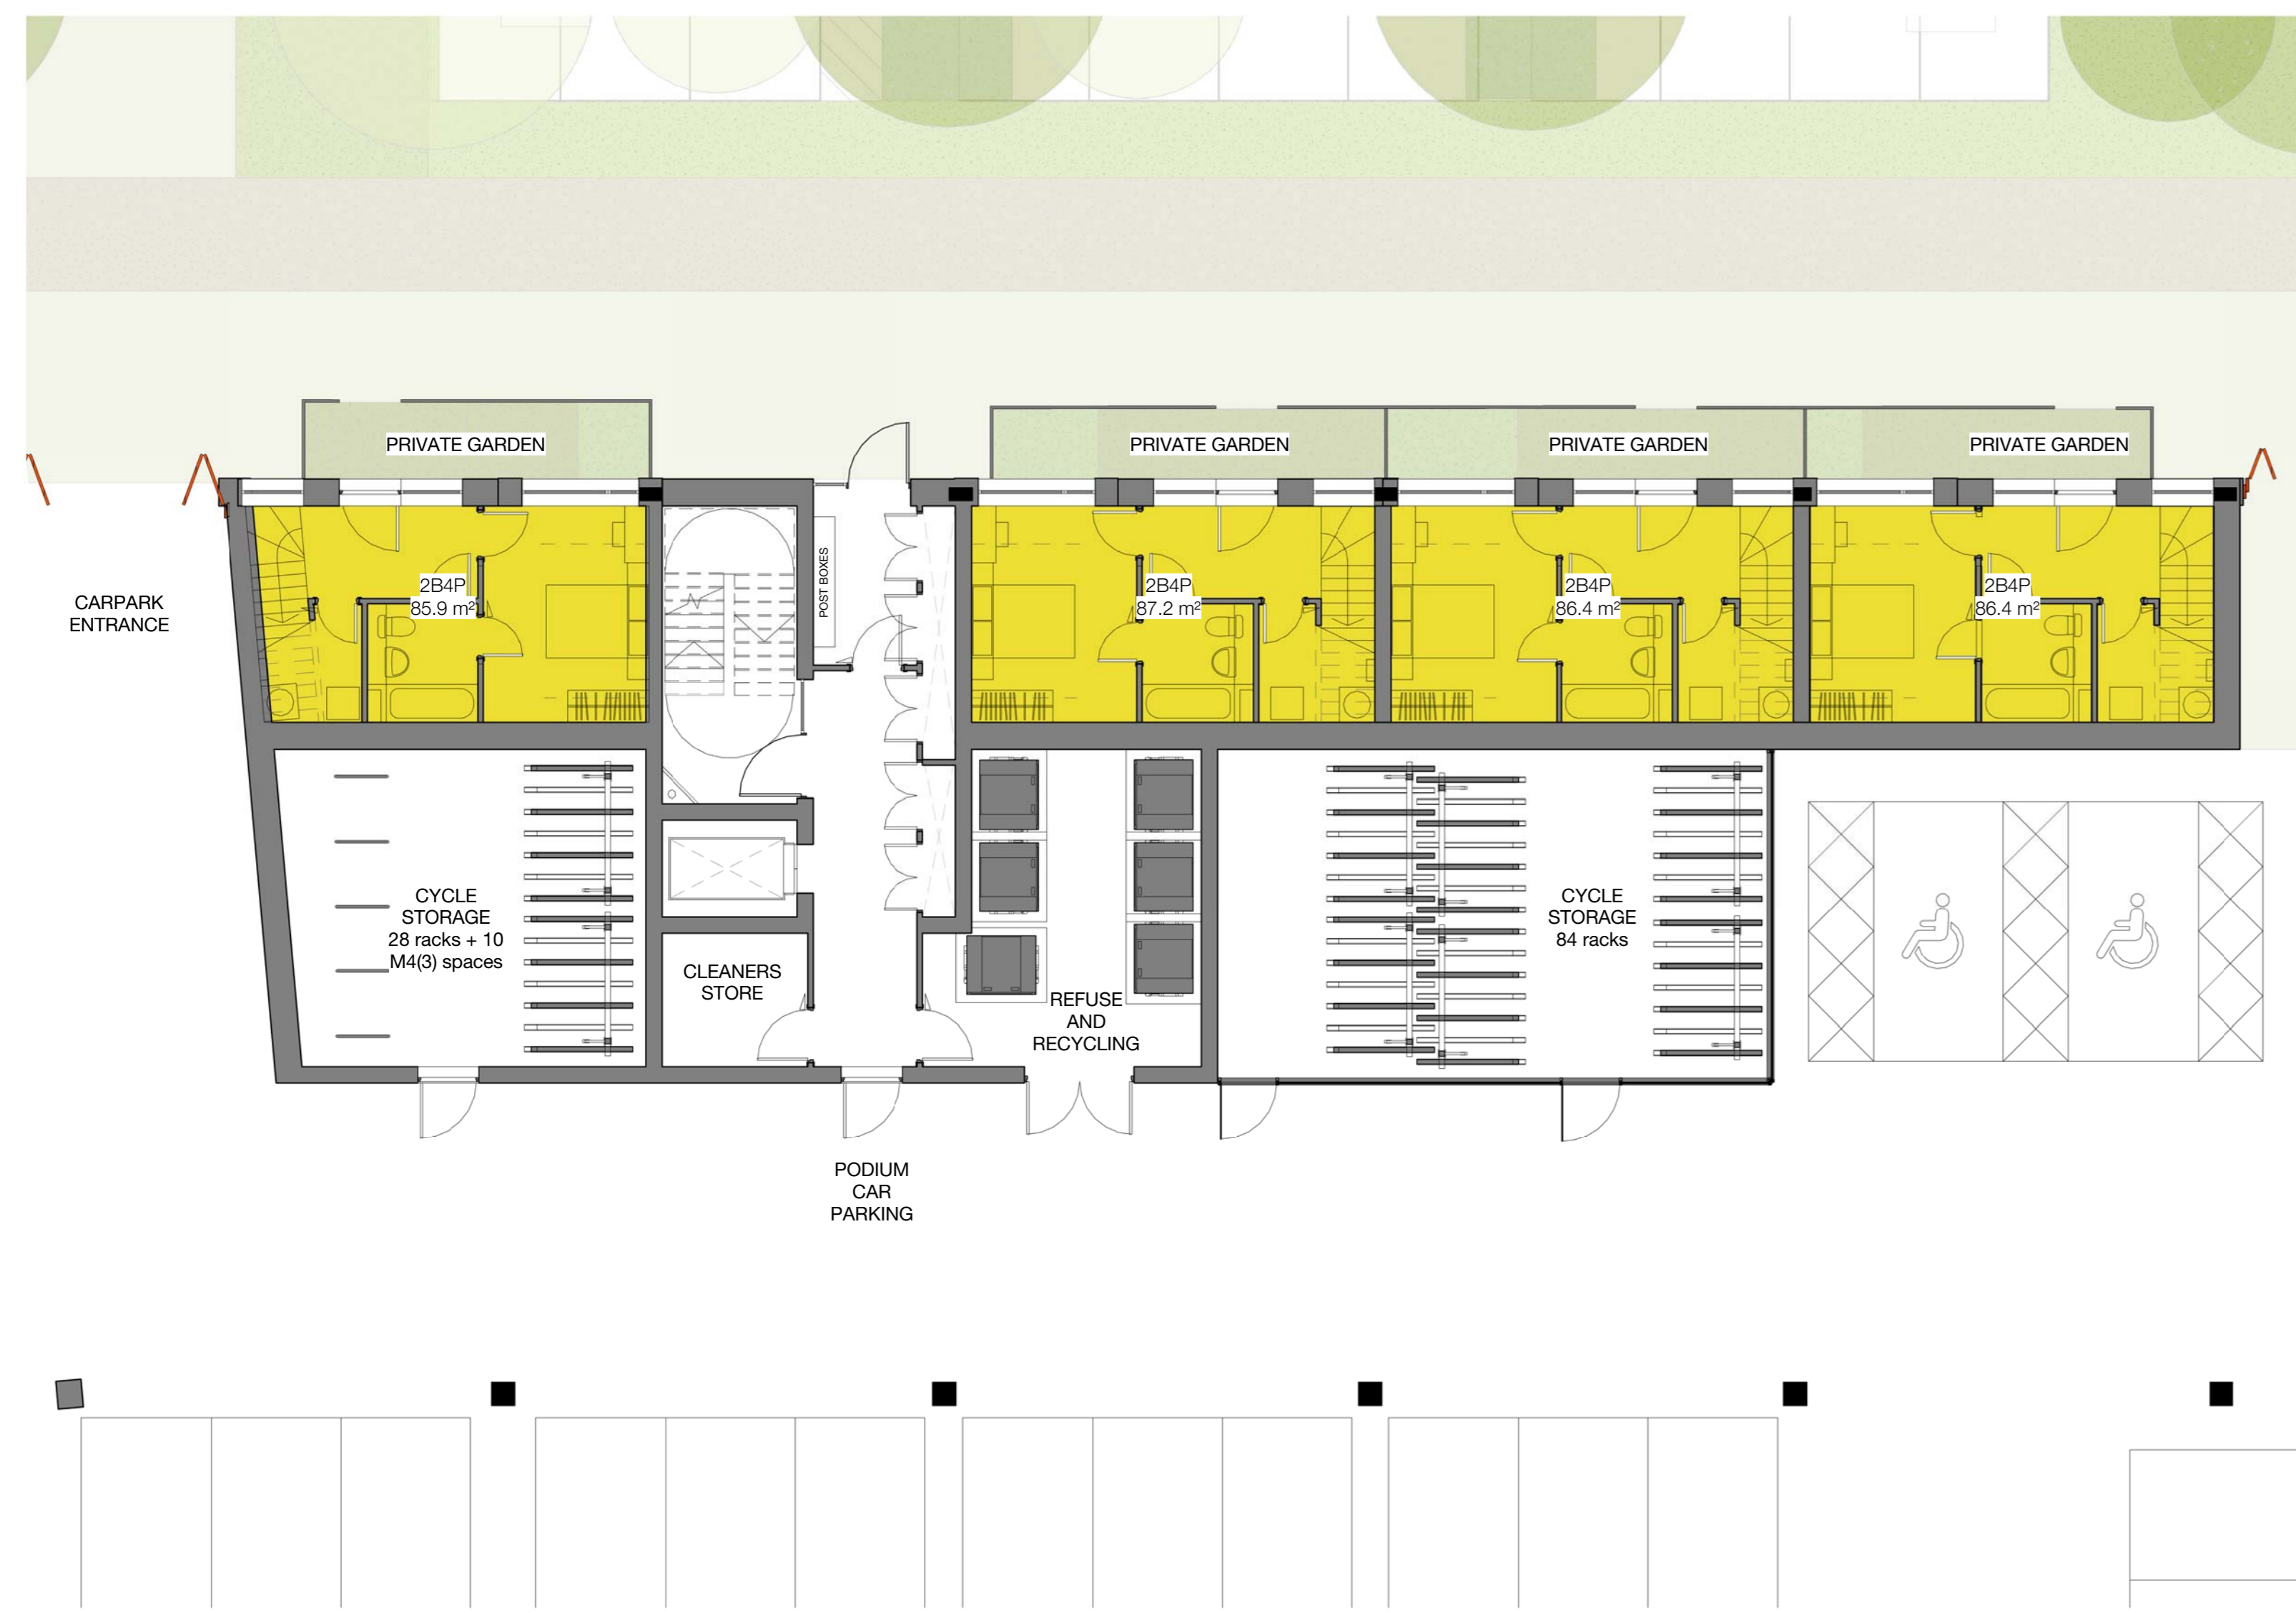 PRIVATE GARDEN
PRIVATE GARDEN
PRIVATE GARDEN
PRIVATE GARDEN
CARPARK
ENTRANCE
2B4P
85.9 m²
POST BOXES
2B4P
87.2 m²
2B4P
86.4 m²
2B4P
86.4 m²
CYCLE
STORAGE
28 racks + 10
M4(3) spaces
CLEANERS
STORE
REFUSE
AND
RECYCLING
CYCLE
STORAGE
84 racks
PODIUM
CAR
PARKING